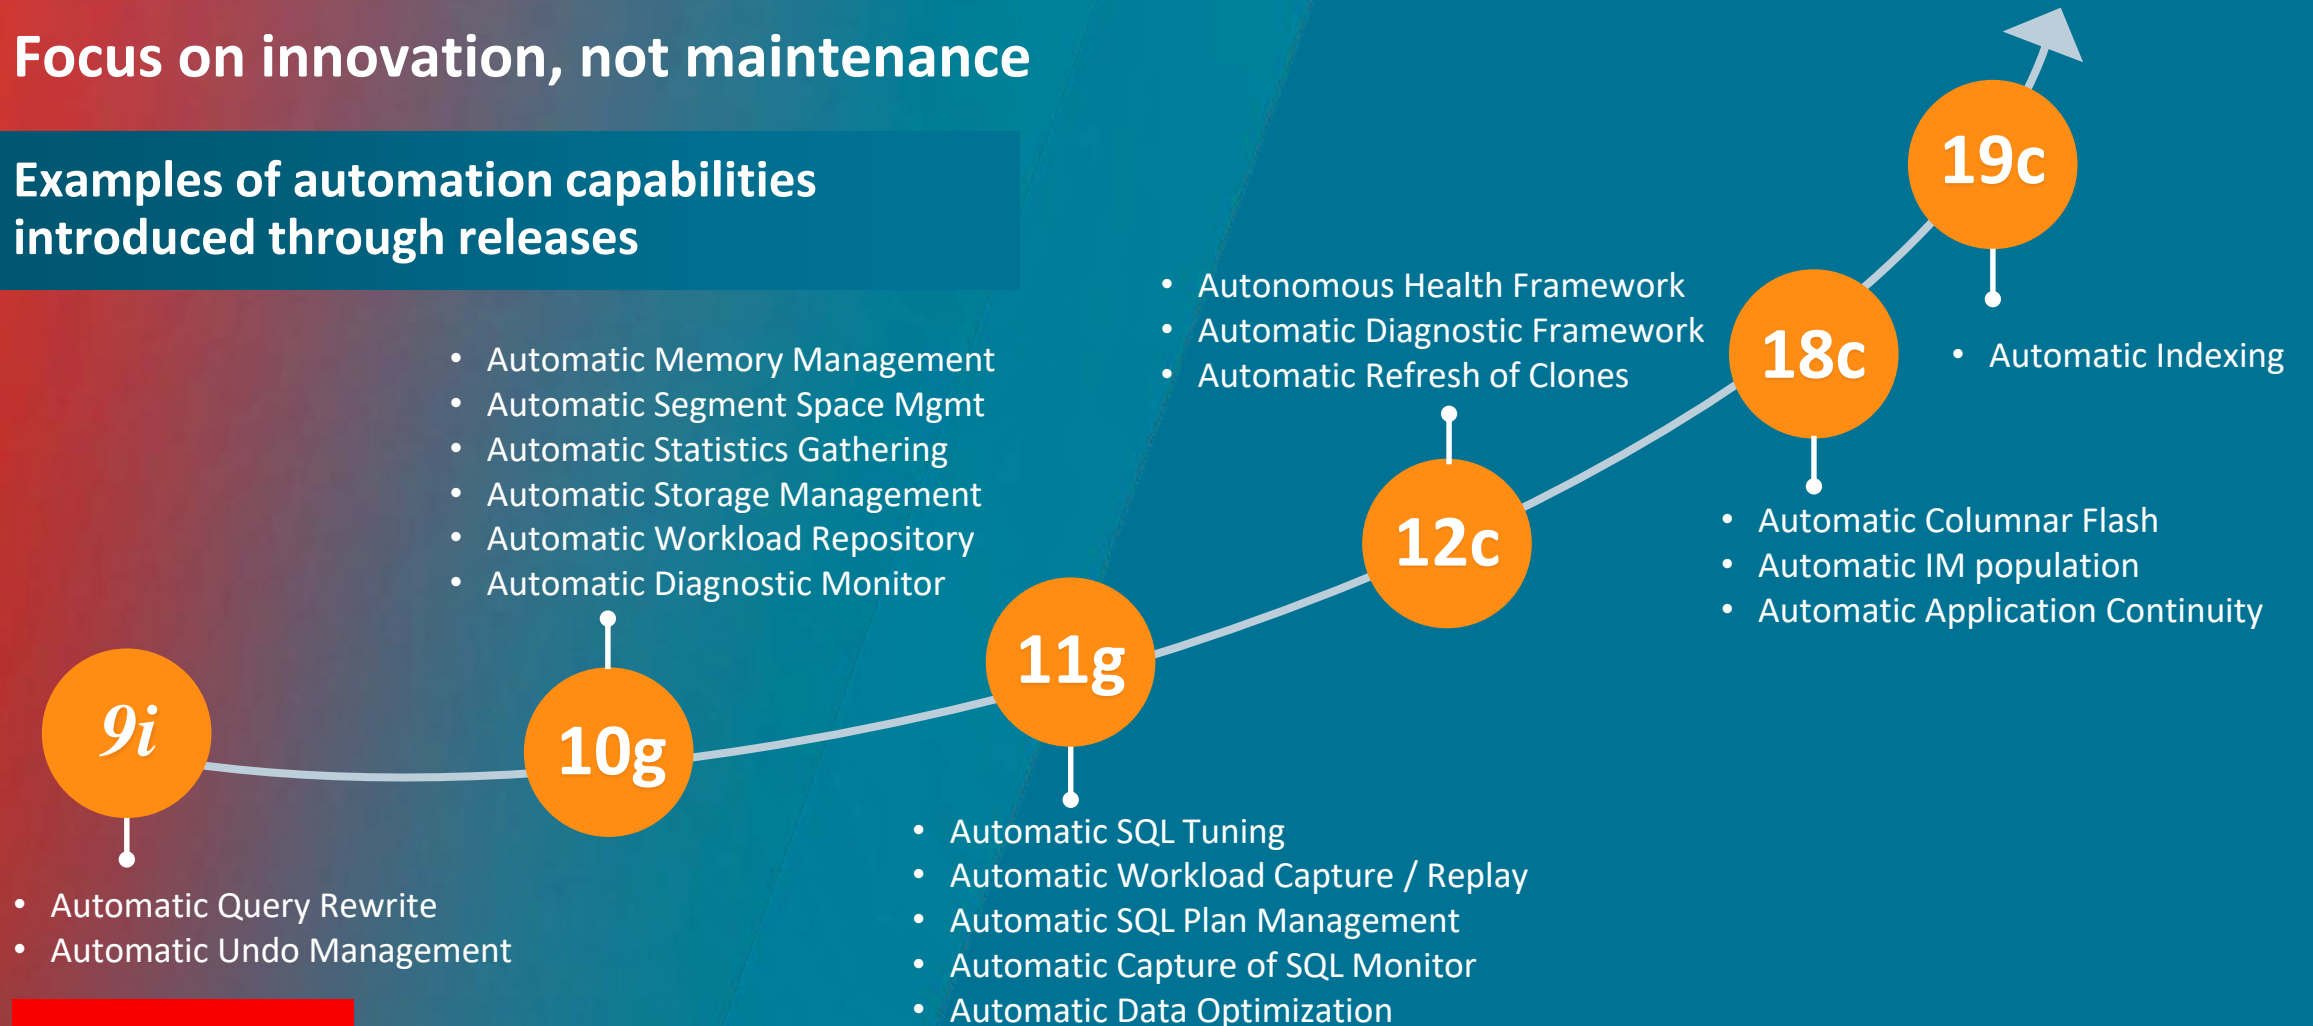 Focus on innovation, not maintenance
Examples of automation capabilities
introduced through releases
9i
• Automatic Query Rewrite
• Automatic Undo Management
• Automatic Memory Management
• Automatic Segment Space Mgmt
• Automatic Statistics Gathering
• Automatic Storage Management
• Automatic Workload Repository
• Automatic Diagnostic Monitor
10g
11g
• Automatic SQL Tuning
• Automatic Workload Capture / Replay
• Automatic SQL Plan Management
• Automatic Capture of SQL Monitor
• Automatic Data Optimization
• Autonomous Health Framework
• Automatic Diagnostic Framework
• Automatic Refresh of Clones
12c
18c
• Automatic Columnar Flash
• Automatic IM population
• Automatic Application Continuity
19c
• Automatic Indexing